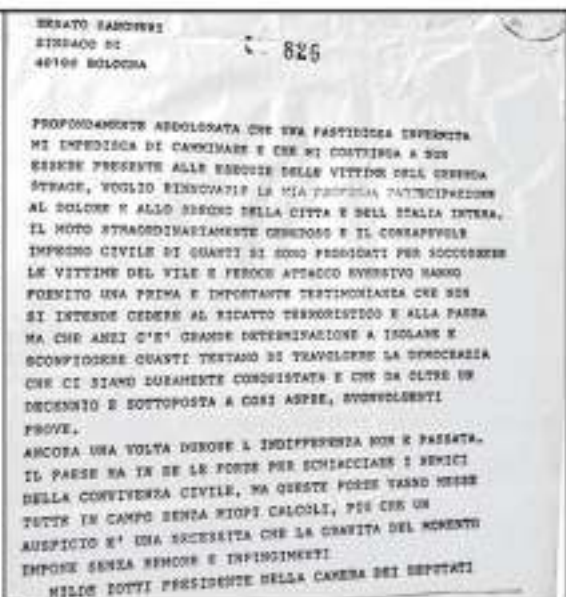 RENATO ZANGHERI
SINDACO DI
40100 BOLOGNA
826
PROFONDAMENTE ADDOLORATA CHE UNA FASTIDIOSA INFERMITA
MI IMPEDISCA DI CAMMINARE E CHE MI COSTRINGA A NON
ESSERE PRESENTE ALLE ESEQUIE DELLE VITTIME DELL ORRENDA
STRAGE, VOGLIO RINNOVARLE LA MIA PROFONDA PARTECIPAZIONE
AL DOLORE E ALLO SDEGNO DELLA CITTA E DELL ITALIA INTERA.
IL MOTO STRAORDINARIAMENTE GENEROSO E IL CONSAPEVOLE
IMPEGNO CIVILE DI QUANTI SI SONO PRODIGATI PER SOCCORRERE
LE VITTIME DEL VILE E FEROCE ATTACCO EVERSIVO HANNO
FORNITO UNA PRIMA E IMPORTANTE TESTIMONIANZA CHE NON
SI INTENDE CEDERE AL RICATTO TERRORISTICO E ALLA PAURA
MA CHE ANZI C'E' GRANDE DETERMINAZIONE A ISOLARE E
SCONFIGGERE QUANTI TENTANO DI TRAVOLGERE LA DEMOCRAZIA
CHE CI SIAMO DURAMENTE CONQUISTATA E CHE DA OLTRE UN
DECENNIO E SOTTOPOSTA A COSI ASPRE, SVONVOLGENTI
PROVE.
ANCORA UNA VOLTA DUNQUE L INDIFFERENZA NON E PASSATA.
IL PAESE HA IN SE LE FORZE PER SCHIACCIARE I NEMICI
DELLA CONVIVENZA CIVILE, MA QUESTE FORZE VANNO MESSE
TUTTE IN CAMPO SENZA MIOPI CALCOLI, PIU CHE UN
AUSPICIO E' UNA NECESSITA CHE LA GRAVITA DEL MOMENTO
IMPONE SENZA REMORE E INFINGIMENTI
NILDE IOTTI PRESIDENTE DELLA CAMERA DEI DEPUTATI